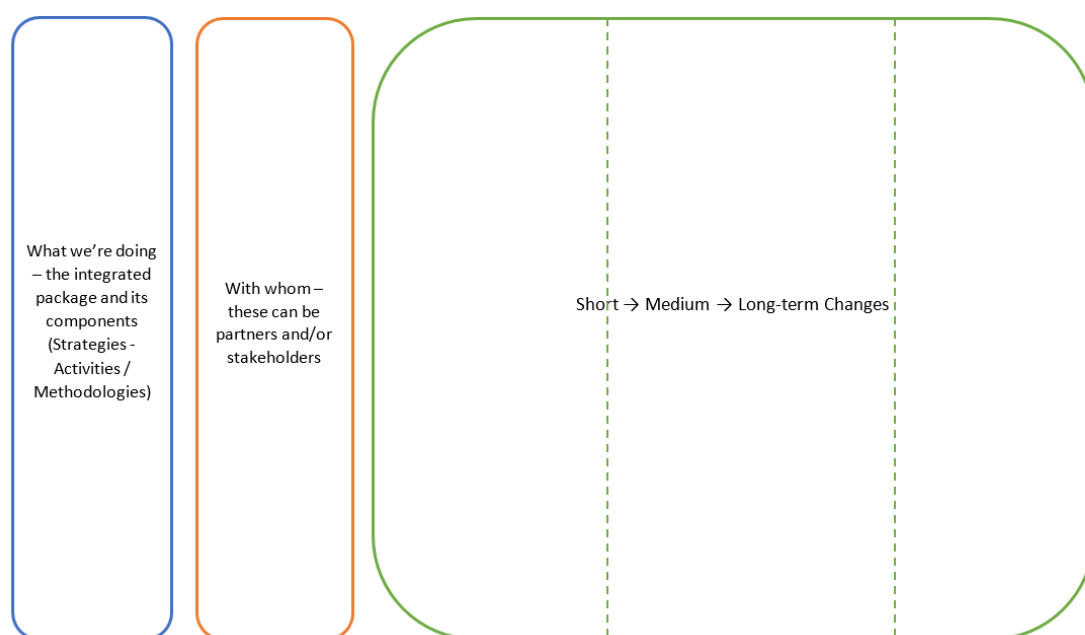 What we're doing
– the integrated
package and its
components
(Strategies -
Activities /
Methodologies)
With whom –
these can be
partners and/or
stakeholders
Short → Medium → Long-term Changes